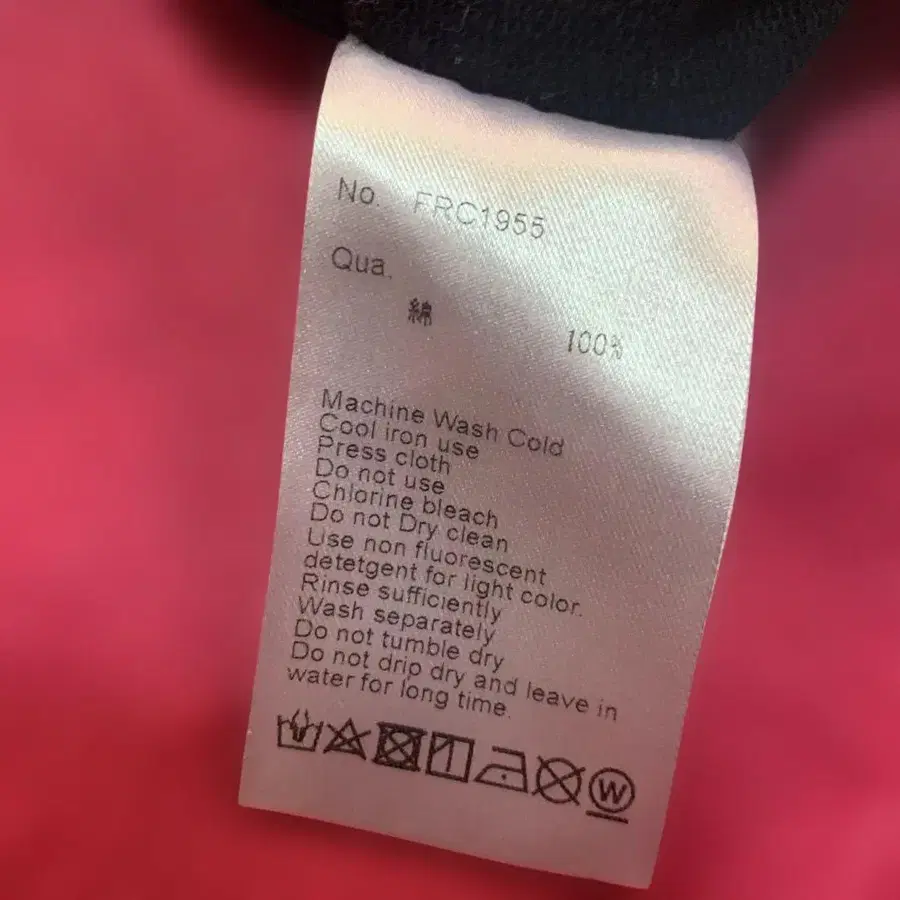 No. FRC1955
Qua.
綿 100%
Machine Wash Cold
Cool iron use
Press cloth
Do not use
Chlorine bleach
Do not Dry clean
Use non fluorescent
detetgent for light color.
Rinse sufficiently
Wash separately
Do not tumble dry
Do not drip dry and leave in
water for long time.
W